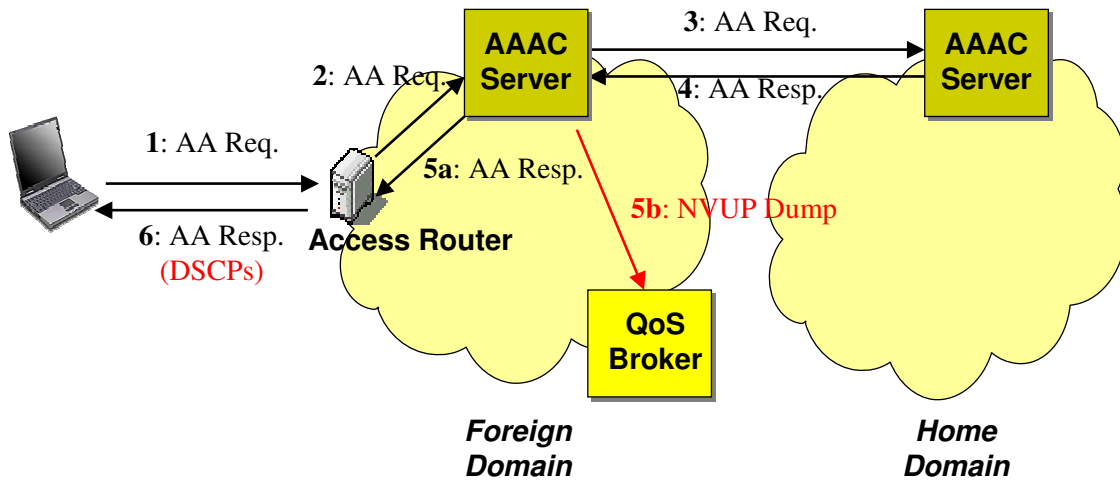 3: AA Req.
AAAC
Server
AAAC
Server
2: AA Req.
4: AA Resp.
1: AA Req.
5a: AA Resp.
5b: NVUP Dump
6: AA Resp.
(DSCPs)
Access Router
QoS
Broker
Foreign
Domain
Home
Domain